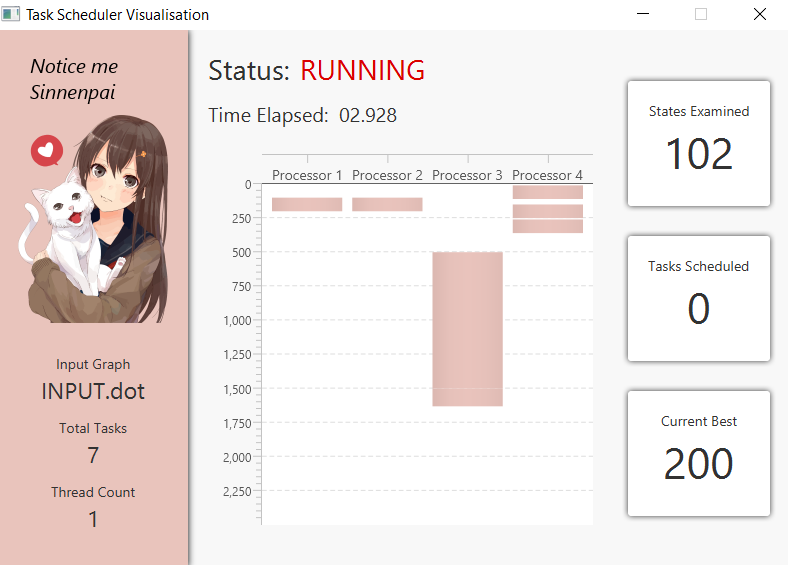 Task Scheduler Visualisation
Notice me
Sinnenpai
Input Graph
INPUT.dot
Total Tasks
7
Thread Count
1
Status: RUNNING
Time Elapsed: 02.928
Processor 1 Processor 2 Processor 3 Processor 4
0
250
500
750
1,000
1,250
1,500
1,750
2,000
2,250
States Examined
102
Tasks Scheduled
0
Current Best
200